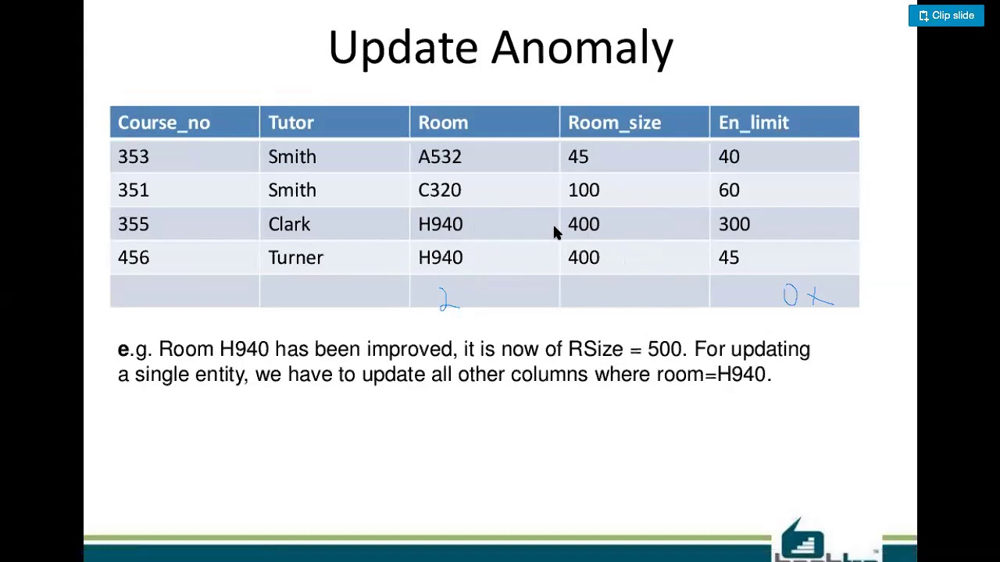 Clip slide
Update Anomaly
Course_no Tutor Room Room_size En_limit
353 Smith A532 45 40
351 Smith C320 100 60
355 Clark H940 400 300
456 Turner H940 400 45
2
e.g. Room H940 has been improved, it is now of RSize = 500. For updating
a single entity, we have to update all other columns where room=H940.